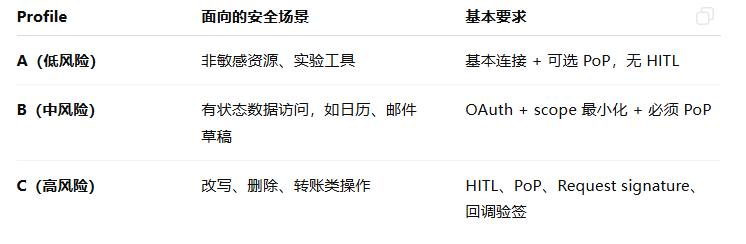 Profile 面向的安全场景 基本要求
A（低风险） 非敏感资源、实验工具 基本连接 + 可选 PoP，无 HITL
B（中风险） 有状态数据访问，如日历、邮件 OAuth + scope 最小化 + 必须 PoP
草稿
C（高风险） 改写、删除、转账类操作 HITL、PoP、Request signature、
回调验签